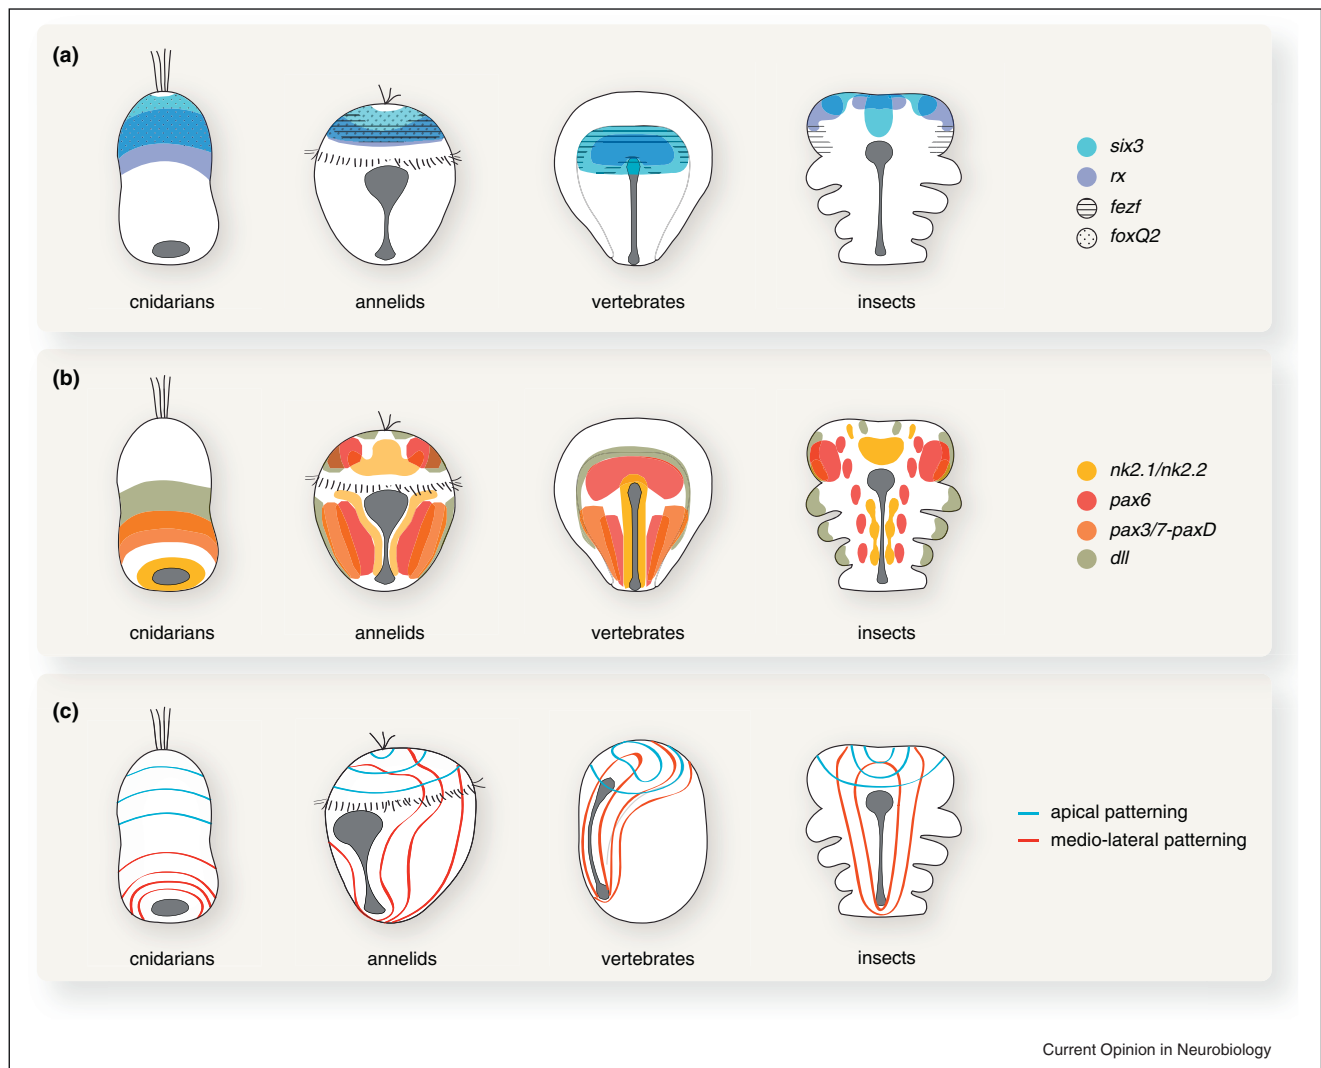 (a)
six3
rx
fezf
foxQ2
cnidarians
annelids
vertebrates
insects
(b)
nk2.1/nk2.2
pax6
pax3/7-paxD
dll
cnidarians
annelids
vertebrates
insects
(c)
apical patterning
medio-lateral patterning
cnidarians
annelids
vertebrates
insects
Current Opinion in Neurobiology